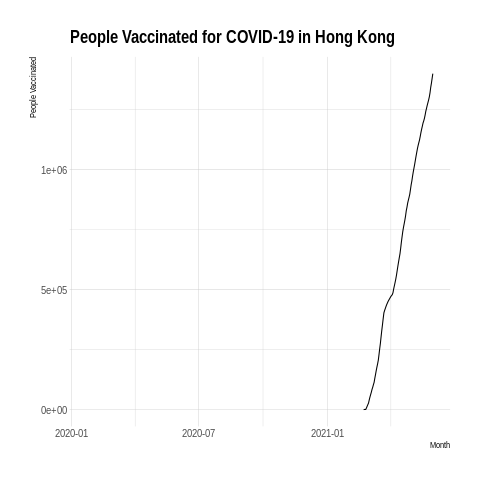 People Vaccinated for COVID-19 in Hong Kong
People Vaccinated
1e+06
5e+05
0e+00
2020-01 2020-07 2021-01
Month